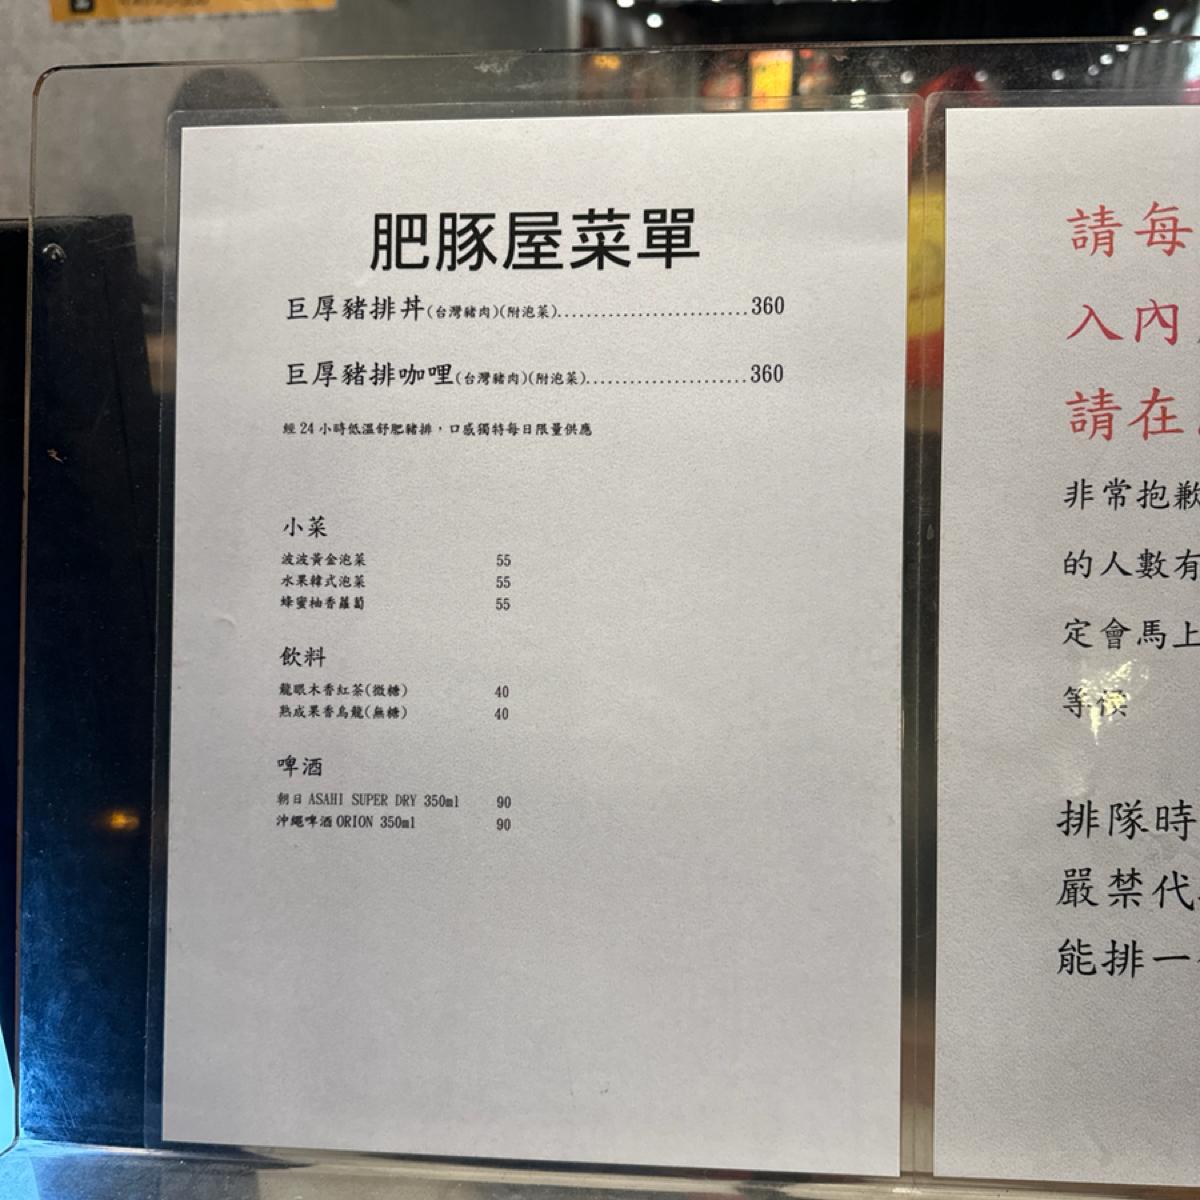 肥豚屋菜單
巨厚豬排丼(台灣豬肉)(附泡菜)..........................360
巨厚豬排咖哩(台灣豬肉)(附泡菜)......................360
經 24 小時低溫舒肥豬排，口感獨特每日限量供應
小菜
波波黃金泡菜 55
水果韓式泡菜 55
蜂蜜柚香蘿蔔 55
飲料
龍眼木香紅茶(微糖) 40
熟成果香烏龍(無糖) 40
啤酒
朝日 ASAHI SUPER DRY 350ml 90
沖繩啤酒 ORION 350ml 90
請每
入內
請在
非常抱歉
的人數有
定會馬上
等候
排隊時
嚴禁代
能排一